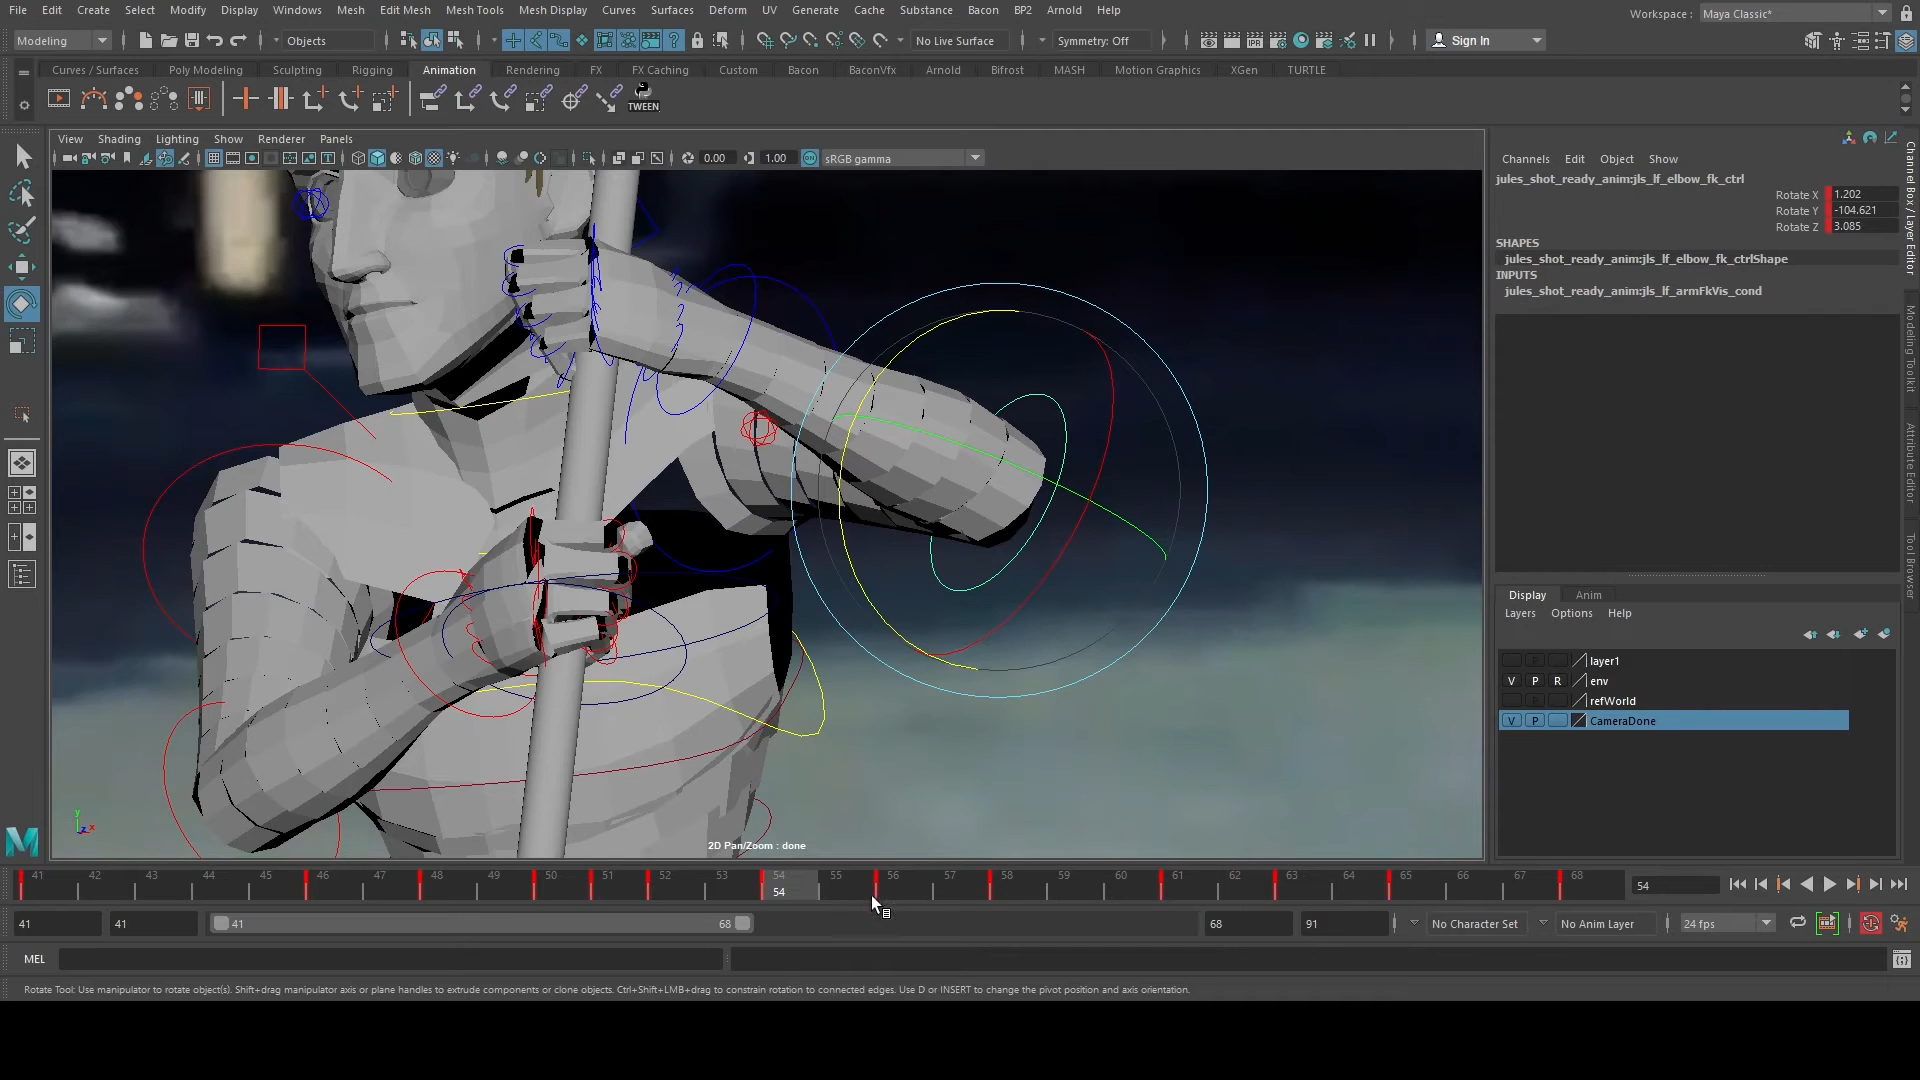 File Edit Create Select Modify Display Windows Mesh Edit Mesh Mesh Tools Mesh Display Curves Surfaces Deform UV Generate Cache Substance Bacon BP2 Arnold Help
Workspace : Maya Classic*
Modeling Objects No Live Surface Symmetry: Off Sign In
Curves / Surfaces Poly Modeling Sculpting Rigging Animation Rendering FX FX Caching Custom Bacon BaconVfx Arnold Bifrost MASH Motion Graphics XGen TURTLE
TWEEN
View Shading Lighting Show Renderer Panels
0.00 1.00 sRGB gamma
2D Pan/Zoom : done
Channels Edit Object Show
jules_shot_ready_anim:jls_lf_elbow_fk_ctrl
Rotate X 1.202
Rotate Y -104.621
Rotate Z 3.085
SHAPES
jules_shot_ready_anim:jls_lf_elbow_fk_ctrlShape
INPUTS
jules_shot_ready_anim:jls_lf_armFkVis_cond
Channel Box / Layer Editor
Modeling Toolkit
Attribute Editor
Tool Browser
Display Anim
Layers Options Help
layer1
V P R env
refWorld
V P CameraDone
41 42 43 44 45 46 47 48 49 50 51 52 53 54 55 56 57 58 59 60 61 62 63 64 65 66 67 68
54 54
41 41 41 68 68 91 No Character Set No Anim Layer 24 fps
MEL
Rotate Tool: Use manipulator to rotate object(s). Shift+drag manipulator axis or plane handles to extrude components or clone objects. Ctrl+Shift+LMB+drag to constrain rotation to connected edges. Use D or INSERT to change the pivot position and axis orientation.